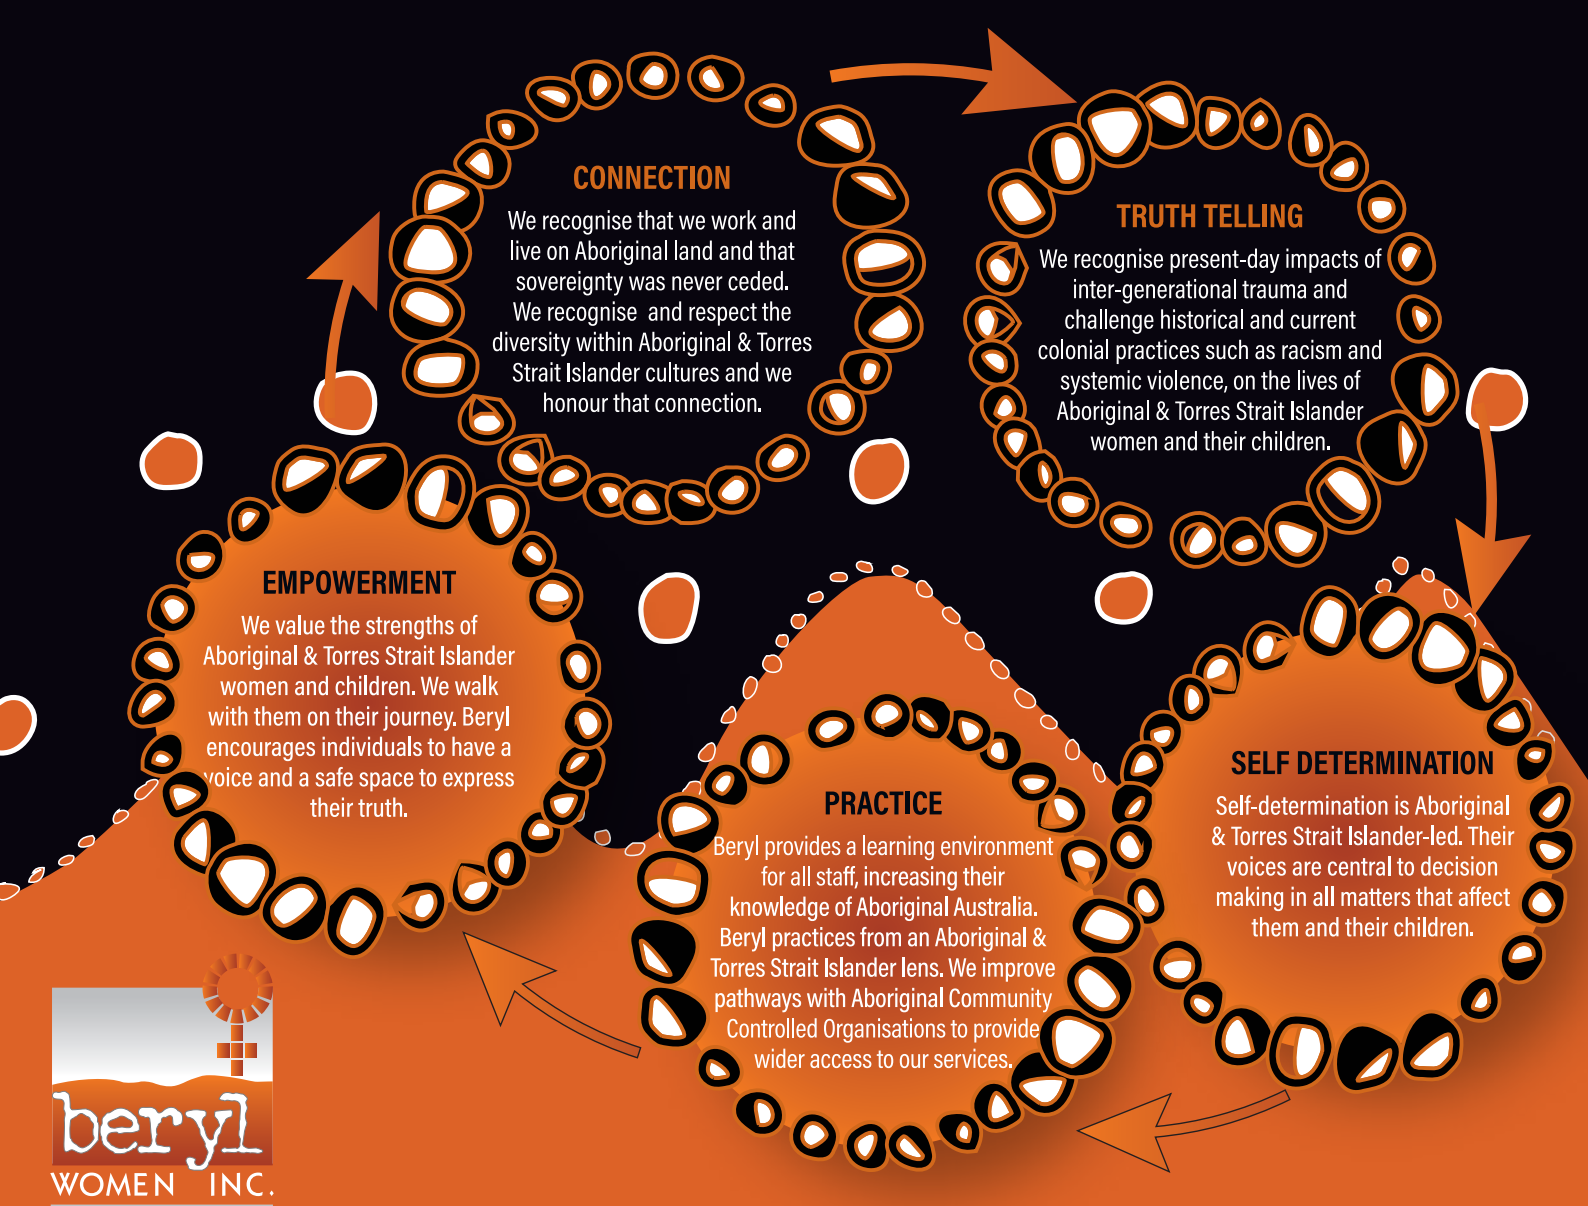 CONNECTION
We recognise that we work and
live on Aboriginal land and that
sovereignty was never ceded.
We recognise and respect the
diversity within Aboriginal & Torres
Strait Islander cultures and we
honour that connection.
TRUTH TELLING
We recognise present-day impacts of
inter-generational trauma and
challenge historical and current
colonial practices such as racism and
systemic violence, on the lives of
Aboriginal & Torres Strait Islander
women and their children.
SELF DETERMINATION
Self-determination is Aboriginal
& Torres Strait Islander-led. Their
voices are central to decision
making in all matters that affect
them and their children.
PRACTICE
Beryl provides a learning environment
for all staff, increasing their
knowledge of Aboriginal Australia.
Beryl practices from an Aboriginal &
Torres Strait Islander lens. We improve
pathways with Aboriginal Community
Controlled Organisations to provide
wider access to our services.
EMPOWERMENT
We value the strengths of
Aboriginal & Torres Strait Islander
women and children. We walk
with them on their journey. Beryl
encourages individuals to have a
voice and a safe space to express
their truth.
beryl
WOMEN INC.